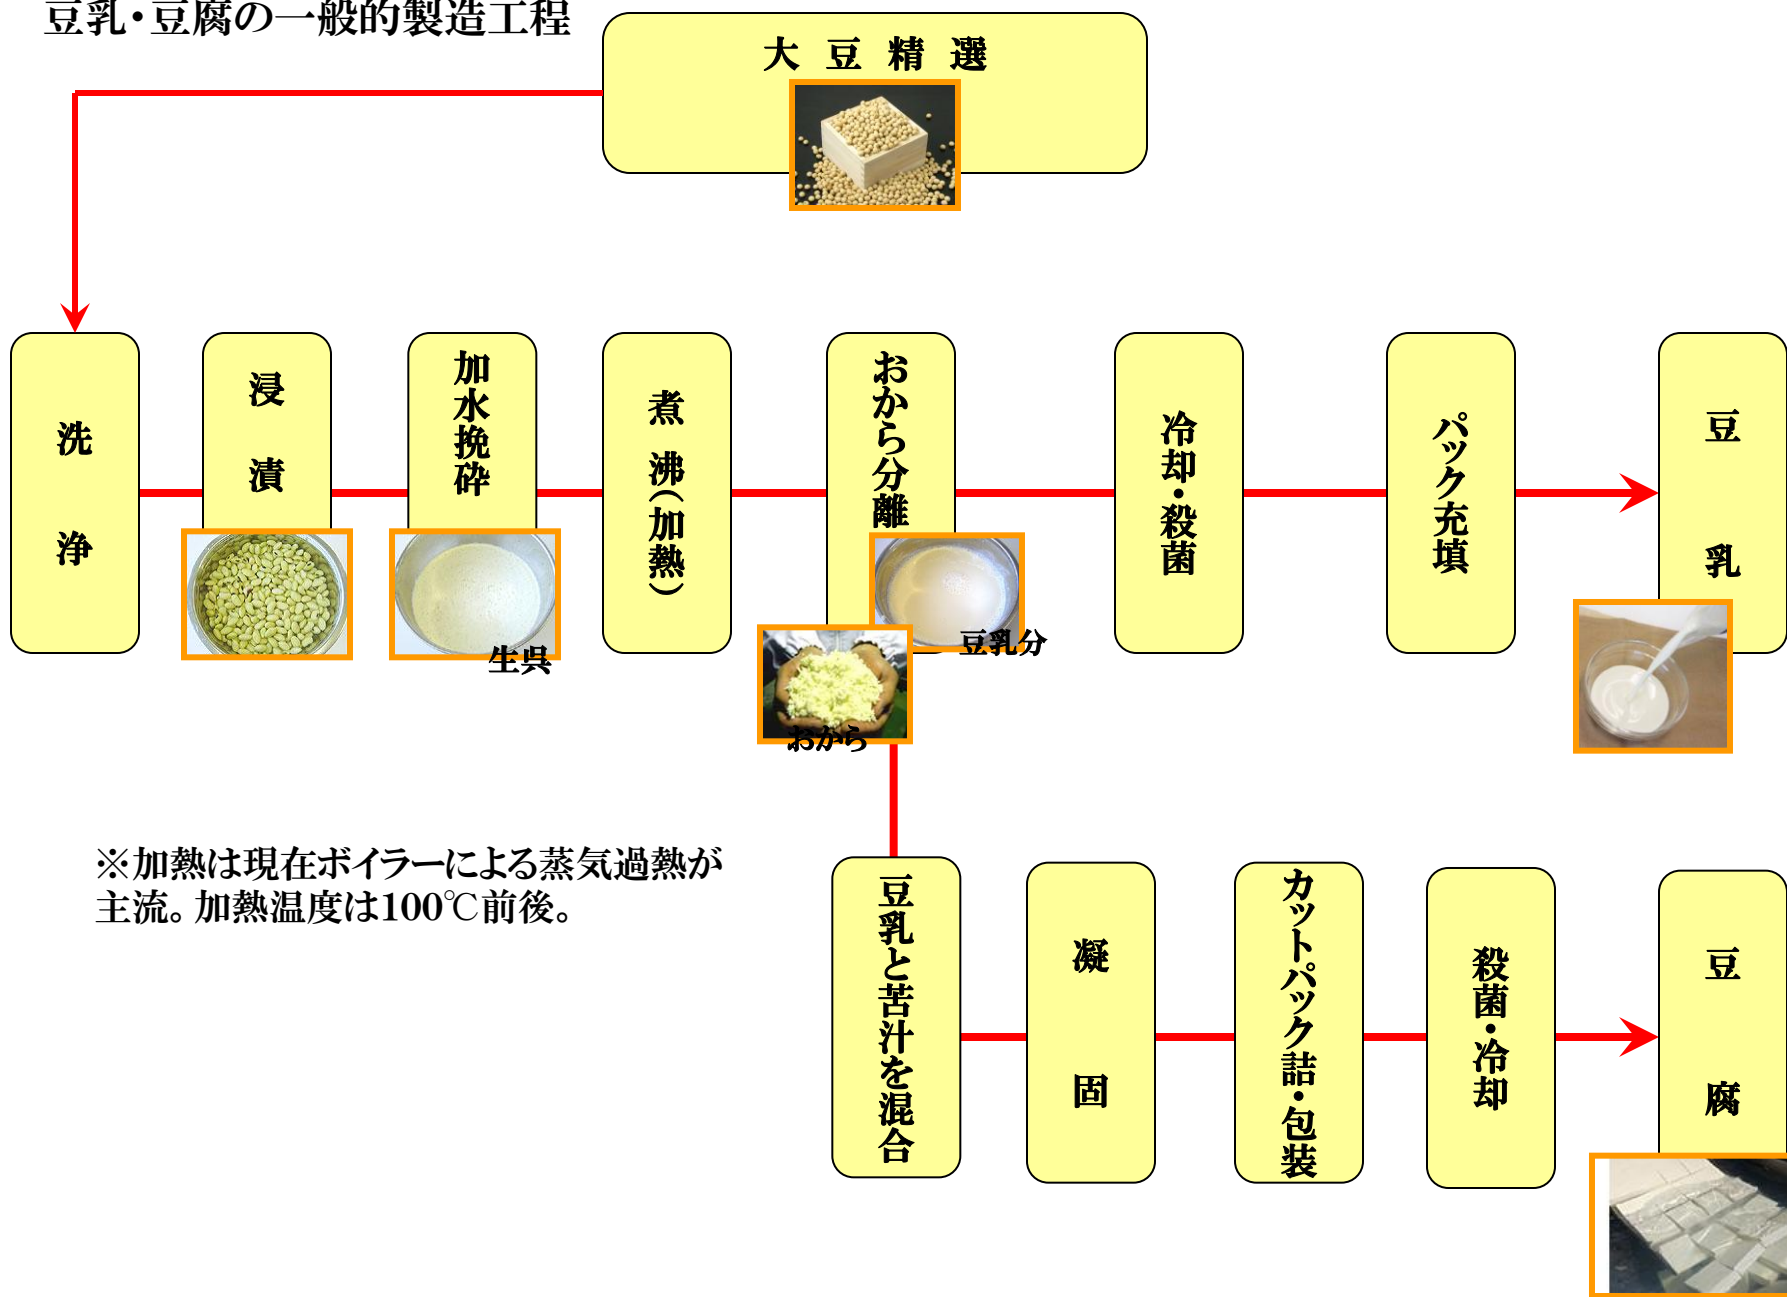 豆乳・豆腐の一般的製造工程
大豆精選
洗浄
浸漬
加水挽砕
生呉
煮沸(加熱)
おから分離
豆乳分
おから
冷却・殺菌
パック充填
豆乳
※加熱は現在ボイラーによる蒸気過熱が
主流。加熱温度は100℃前後。
豆乳と苦汁を混合
凝固
カットパック詰・包装
殺菌・冷却
豆腐